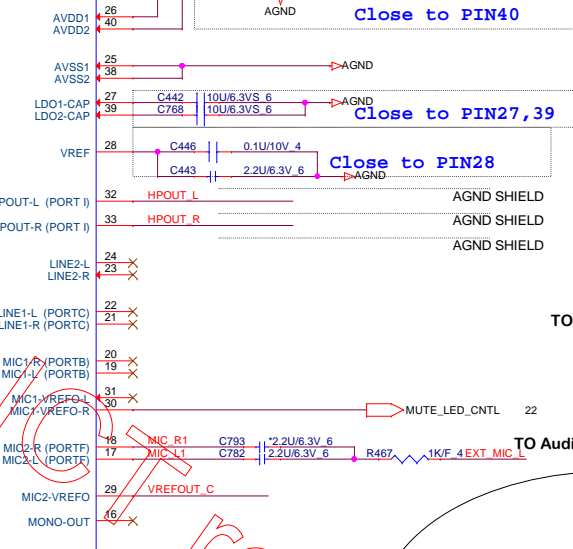 AVDD1 26
AVDD2 40
AGND
Close to PIN40
AVSS1 25
AVSS2 38
AGND
LDO1-CAP 27 C442 10U/6.3VS_6 AGND
LDO2-CAP 39 C768 10U/6.3VS_6
Close to PIN27,39
VREF 28 C446 0.1U/10V_4
C443 2.2U/6.3V_6 AGND
Close to PIN28
POUT-L (PORT I) 32 HPOUT_L
AGND SHIELD
POUT-R (PORT I) 33 HPOUT_R
AGND SHIELD
AGND SHIELD
LINE2-L 24
LINE2-R 23
LINE1-L (PORTC) 22
LINE1-R (PORTC) 21
TO
MIC1-R (PORTB) 20
MIC1-L (PORTB) 19
MIC1-VREFO-L 31
MIC1-VREFO-R 30 MUTE_LED_CNTL 22
MIC2-R (PORTF) 18 MIC_R1 C793 *2.2U/6.3V_6
TO Audi
MIC2-L (PORTF) 17 MIC_L1 C782 2.2U/6.3V_6 R467 1K/F_4 EXT_MIC_L
MIC2-VREFO 29 VREFOUT_C
MONO-OUT 16